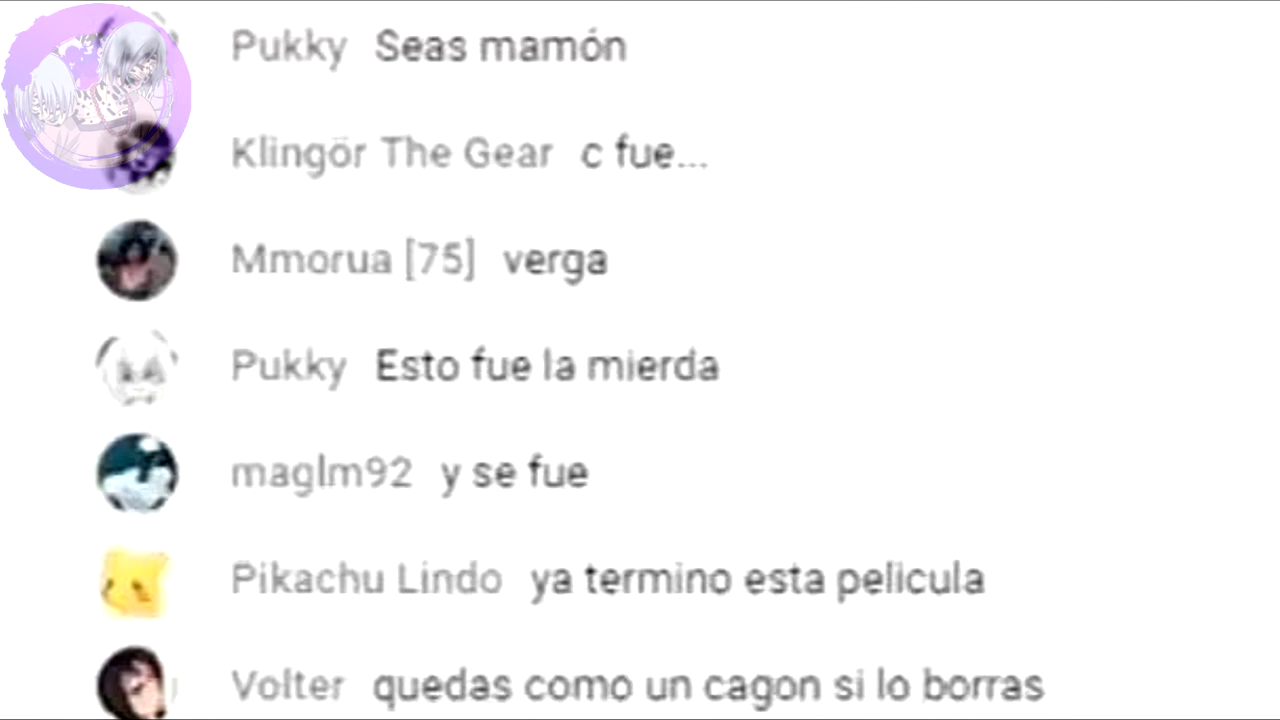 Pukky Seas mamón
Klingör The Gear c fue...
Mmorua [75] verga
Pukky Esto fue la mierda
maglm92 y se fue
Pikachu Lindo ya termino esta pelicula
Volter quedas como un cagon si lo borras